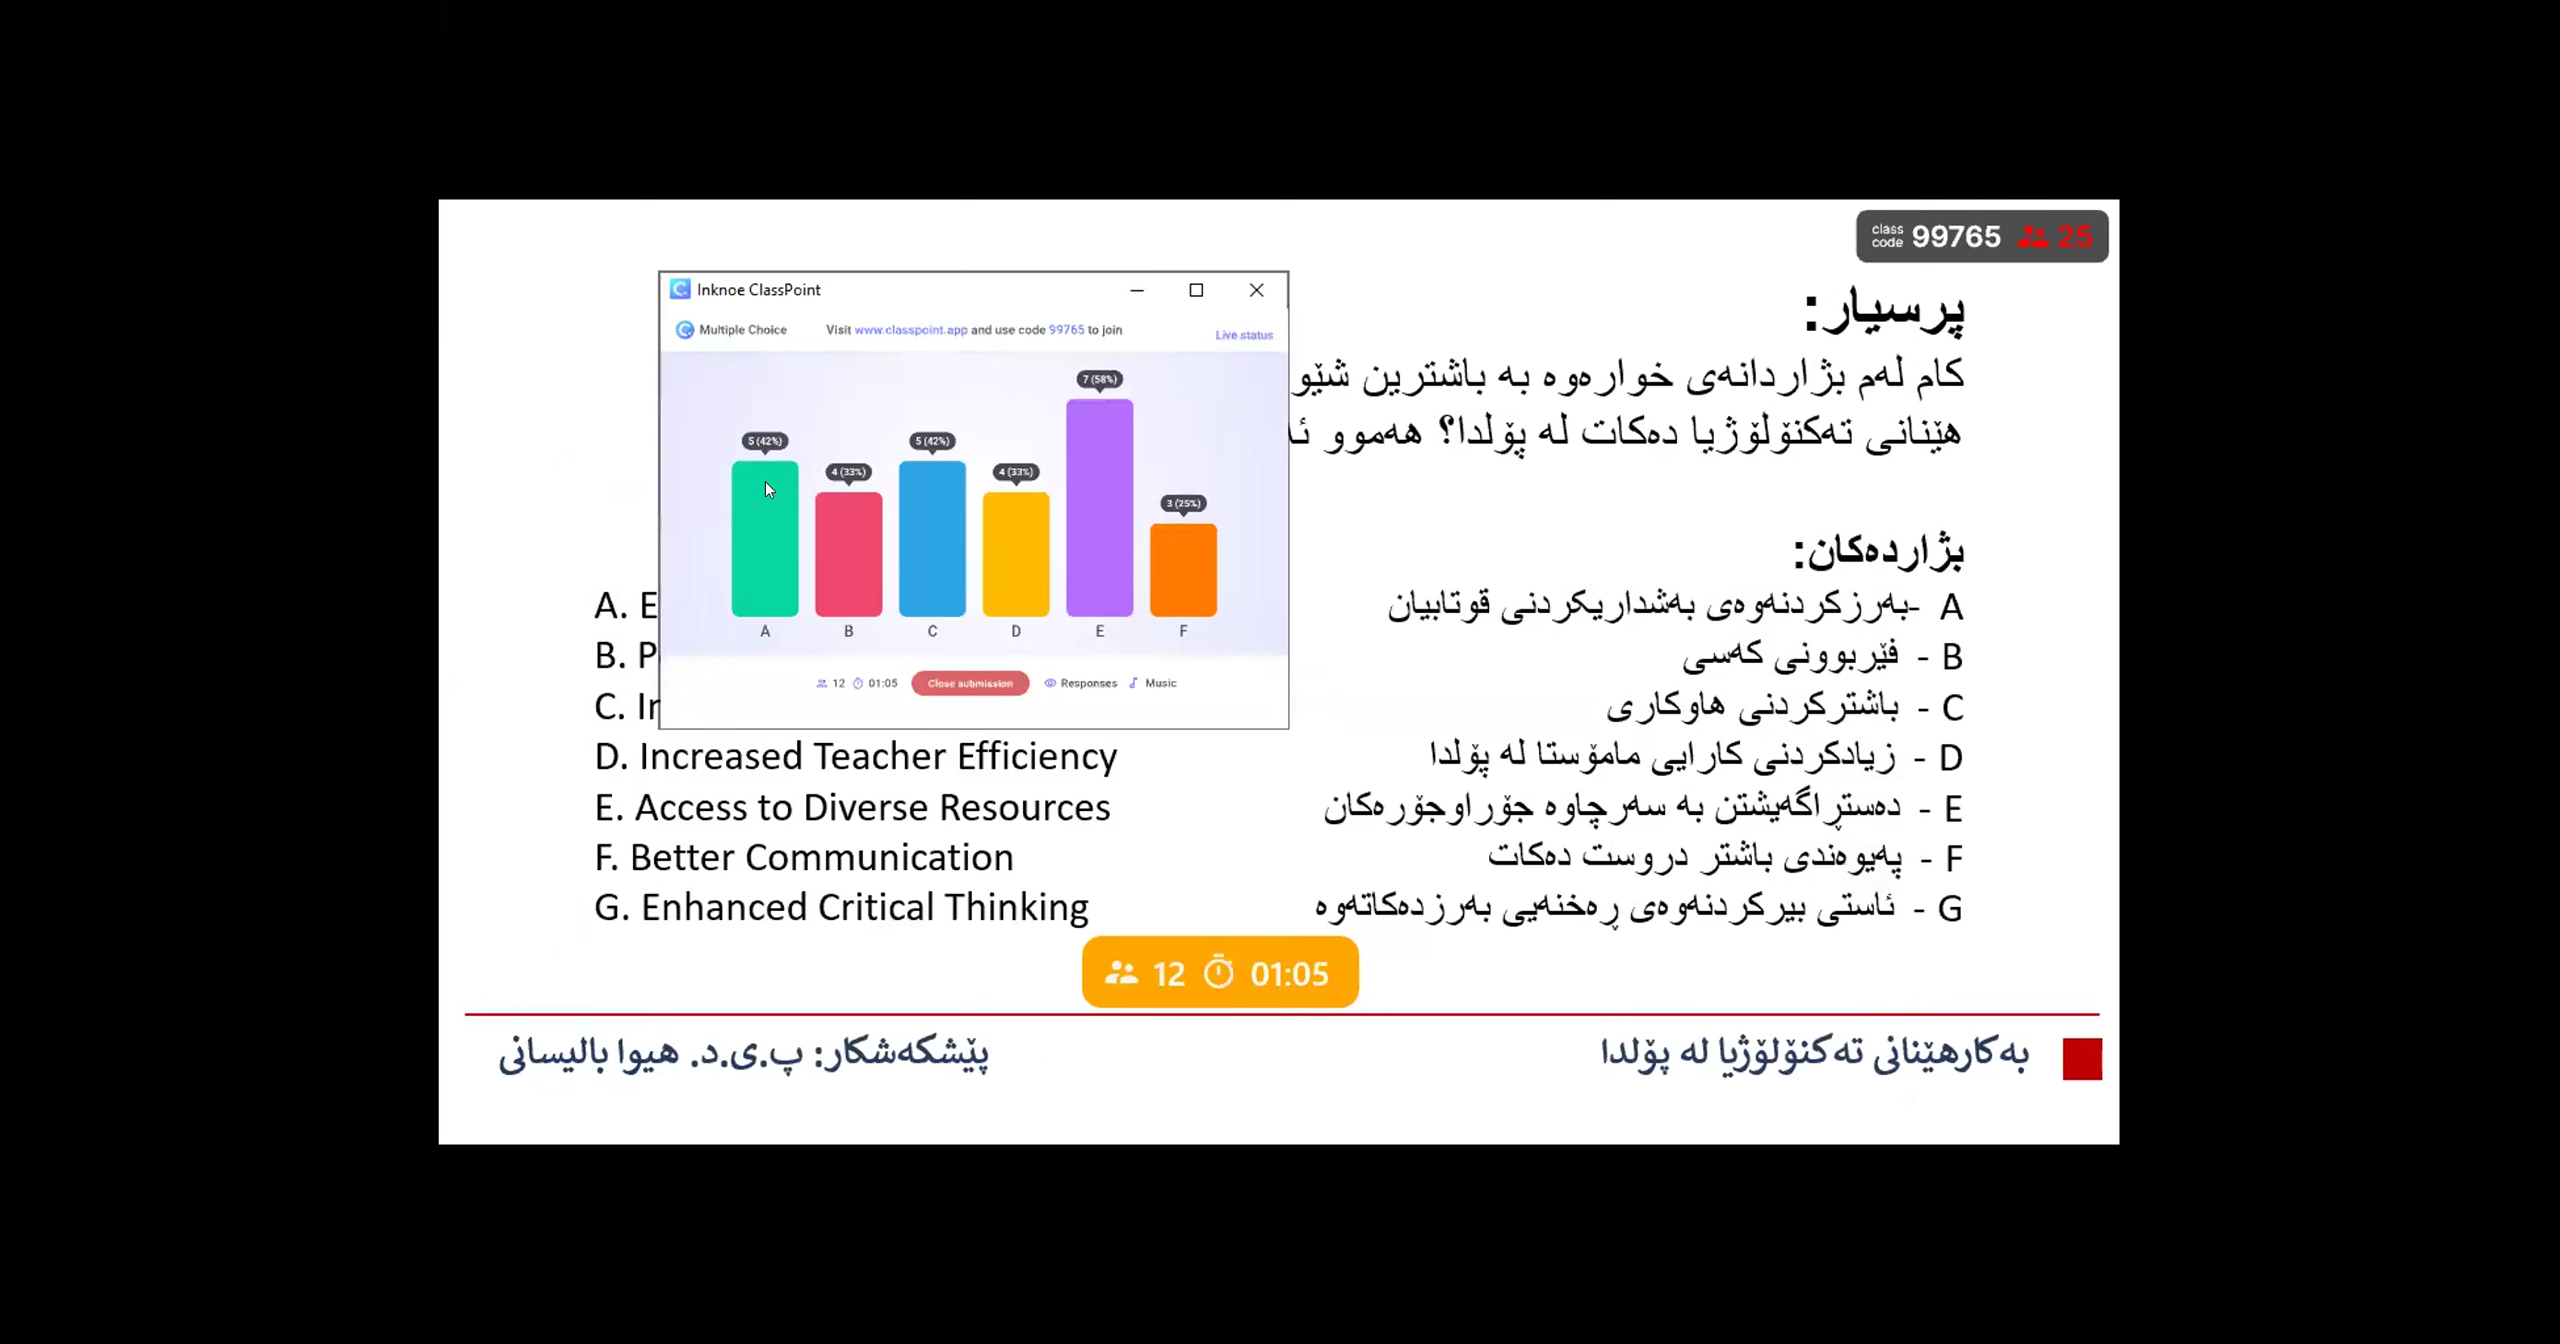 class code 99765 25
Inknoe ClassPoint
Multiple Choice Visit www.classpoint.app and use code 99765 to join Live status
7 (58%)
5 (42%) 5 (42%)
4 (33%) 4 (33%)
3 (25%)
A B C D E F
12 01:05 Close submission Responses Music
پرسیار:
کام لەم بژاردانەی خوارەوە بە باشترین شێو
هێنانی تەکنۆلۆژیا دەکات لە پۆلدا؟ هەموو ئە
بژاردەکان:
A -بەرزکردنەوەی بەشداریکردنی قوتابیان
B - فێربوونی کەسی
C - باشترکردنی هاوکاری
D - زیادکردنی کارایی مامۆستا لە پۆلدا
E - دەستڕاگەیشتن بە سەرچاوە جۆراوجۆرەکان
F - پەیوەندی باشتر دروست دەکات
G - ئاستی بیرکردنەوەی ڕەخنەیی بەرزدەکاتەوە
A. E
B. P
C. Ir
D. Increased Teacher Efficiency
E. Access to Diverse Resources
F. Better Communication
G. Enhanced Critical Thinking
12 01:05
بەکارهێنانی تەکنۆلۆژیا لە پۆلدا
پێشکەشکار: پ.ی.د. هیوا بالیسانی